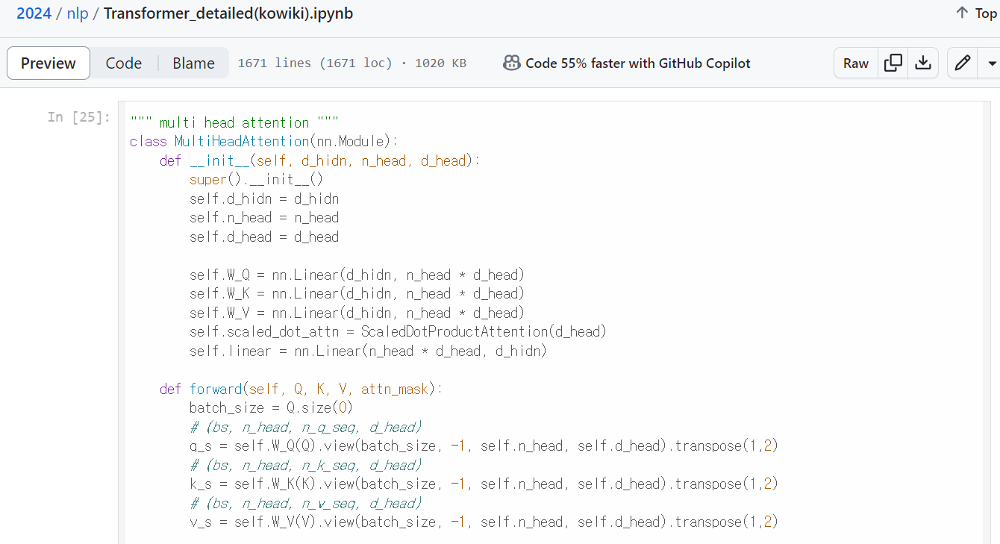 2024 / nlp / Transformer_detailed(kowiki).ipynb
Top
Preview Code Blame 1671 lines (1671 loc) · 1020 KB Code 55% faster with GitHub Copilot Raw
In [25]:
""" multi head attention """
class MultiHeadAttention(nn.Module):
    def __init__(self, d_hidn, n_head, d_head):
        super().__init__()
        self.d_hidn = d_hidn
        self.n_head = n_head
        self.d_head = d_head

        self.W_Q = nn.Linear(d_hidn, n_head * d_head)
        self.W_K = nn.Linear(d_hidn, n_head * d_head)
        self.W_V = nn.Linear(d_hidn, n_head * d_head)
        self.scaled_dot_attn = ScaledDotProductAttention(d_head)
        self.linear = nn.Linear(n_head * d_head, d_hidn)

    def forward(self, Q, K, V, attn_mask):
        batch_size = Q.size(0)
        # (bs, n_head, n_q_seq, d_head)
        q_s = self.W_Q(Q).view(batch_size, -1, self.n_head, self.d_head).transpose(1,2)
        # (bs, n_head, n_k_seq, d_head)
        k_s = self.W_K(K).view(batch_size, -1, self.n_head, self.d_head).transpose(1,2)
        # (bs, n_head, n_v_seq, d_head)
        v_s = self.W_V(V).view(batch_size, -1, self.n_head, self.d_head).transpose(1,2)